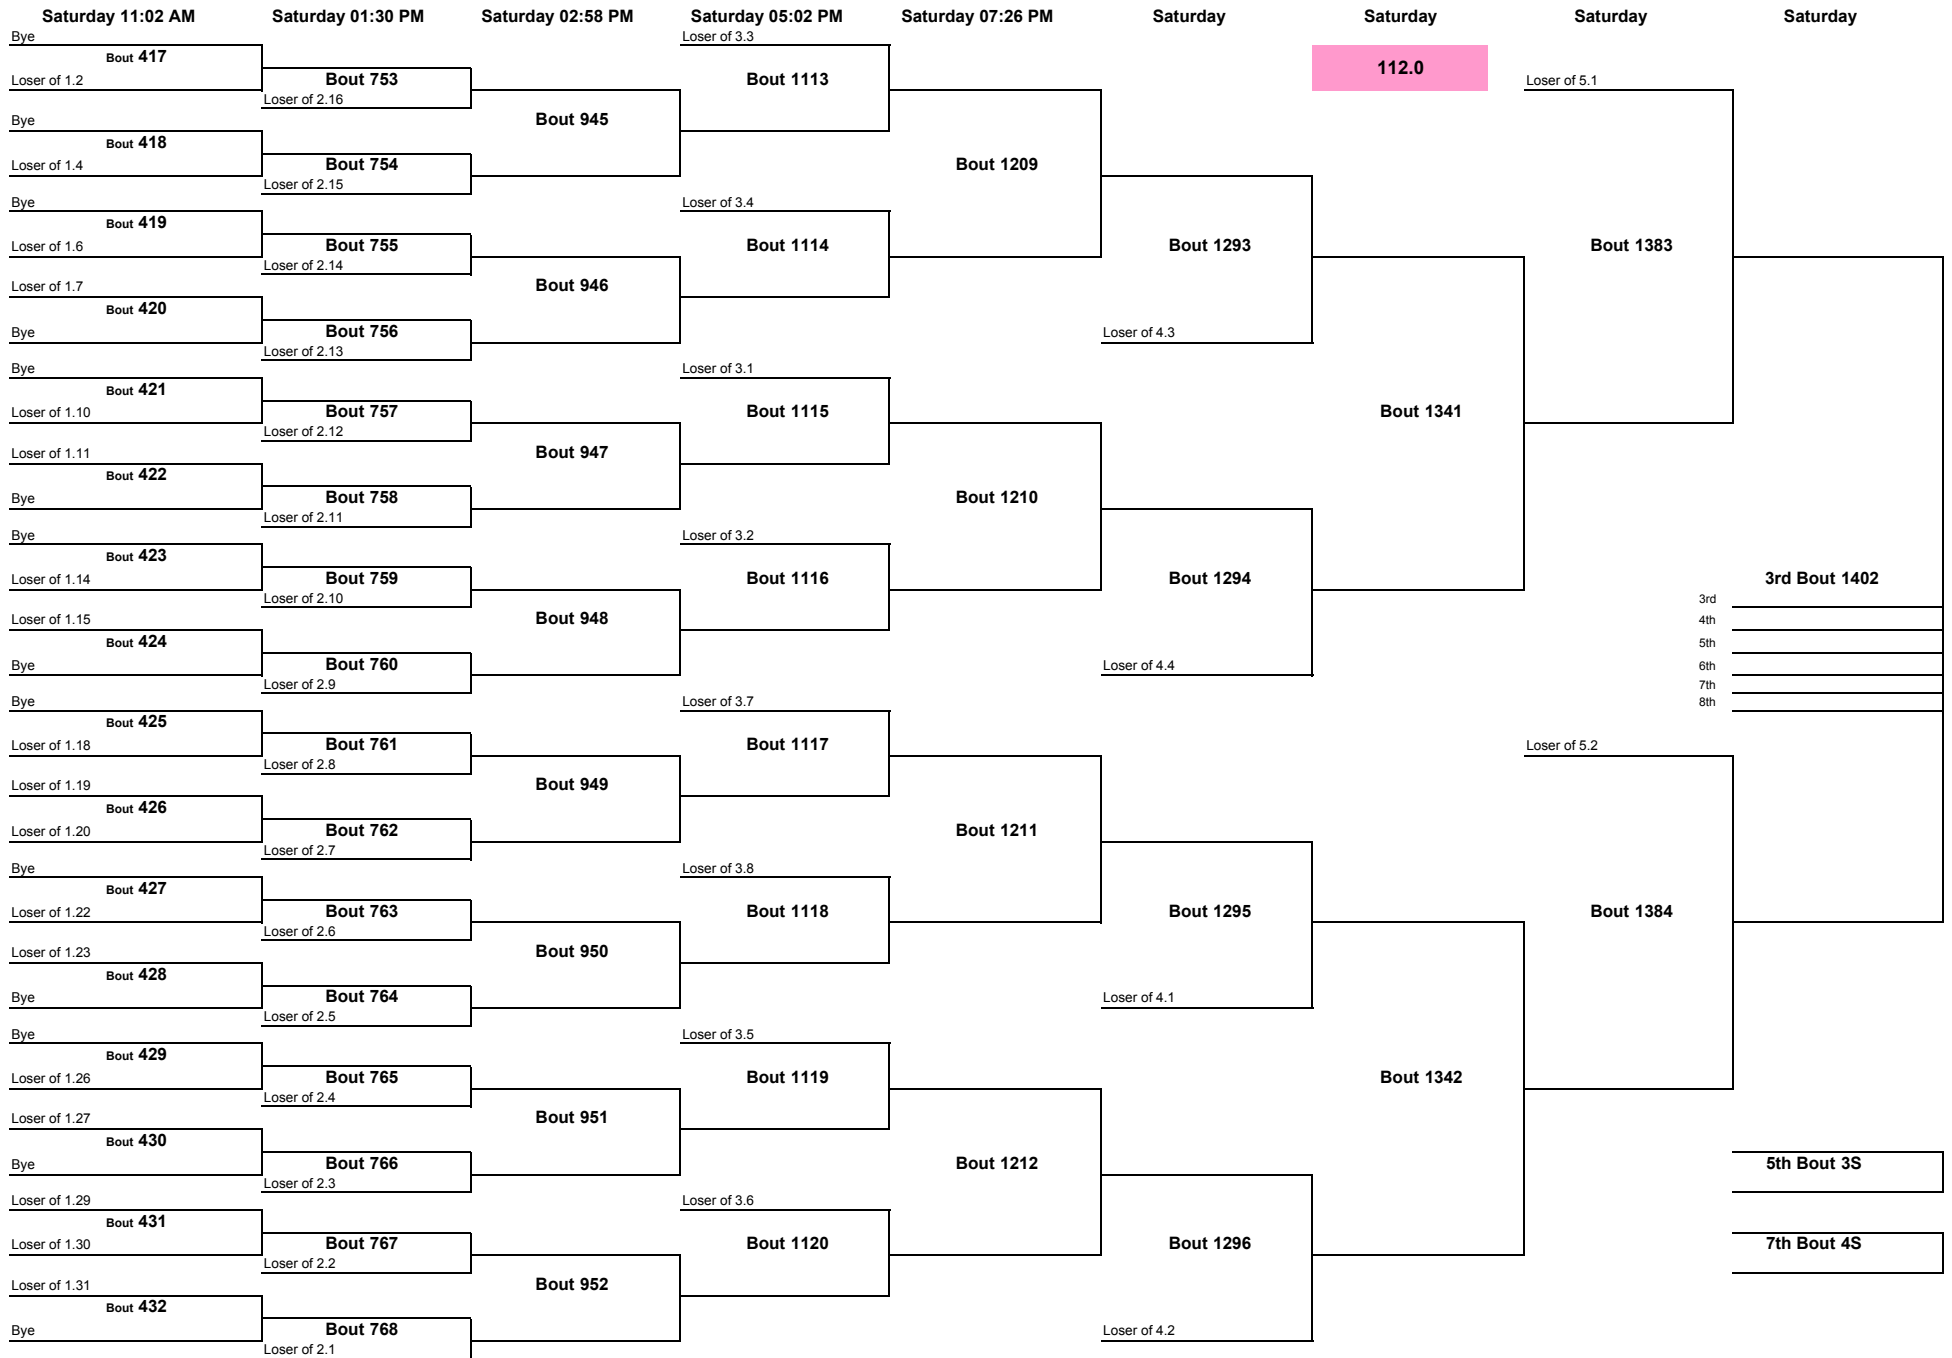 Saturday 11:02 AM
Saturday 01:30 PM
Saturday 02:58 PM
Saturday 05:02 PM
Saturday 07:26 PM
Saturday
Saturday
Saturday
Saturday
Bye
Bout 417
Loser of 1.2
Bye
Bout 418
Loser of 1.4
Bye
Bout 419
Loser of 1.6
Loser of 1.7
Bout 420
Bye
Bye
Bout 421
Loser of 1.10
Loser of 1.11
Bout 422
Bye
Bye
Bout 423
Loser of 1.14
Loser of 1.15
Bout 424
Bye
Bye
Bout 425
Loser of 1.18
Loser of 1.19
Bout 426
Loser of 1.20
Bye
Bout 427
Loser of 1.22
Loser of 1.23
Bout 428
Bye
Bye
Bout 429
Loser of 1.26
Loser of 1.27
Bout 430
Bye
Loser of 1.29
Bout 431
Loser of 1.30
Loser of 1.31
Bout 432
Bye
Bout 753
Loser of 2.16
Bout 754
Loser of 2.15
Bout 755
Loser of 2.14
Bout 756
Loser of 2.13
Bout 757
Loser of 2.12
Bout 758
Loser of 2.11
Bout 759
Loser of 2.10
Bout 760
Loser of 2.9
Bout 761
Loser of 2.8
Bout 762
Loser of 2.7
Bout 763
Loser of 2.6
Bout 764
Loser of 2.5
Bout 765
Loser of 2.4
Bout 766
Loser of 2.3
Bout 767
Loser of 2.2
Bout 768
Loser of 2.1
Bout 945
Bout 946
Bout 947
Bout 948
Bout 949
Bout 950
Bout 951
Bout 952
Loser of 3.3
Bout 1113
Loser of 3.4
Bout 1114
Loser of 3.1
Bout 1115
Loser of 3.2
Bout 1116
Loser of 3.7
Bout 1117
Loser of 3.8
Bout 1118
Loser of 3.5
Bout 1119
Loser of 3.6
Bout 1120
Bout 1209
Bout 1210
Bout 1211
Bout 1212
Bout 1293
Loser of 4.3
Bout 1294
Loser of 4.4
Bout 1295
Loser of 4.1
Bout 1296
Loser of 4.2
112.0
Bout 1341
Bout 1342
Loser of 5.1
Bout 1383
Loser of 5.2
Bout 1384
3rd Bout 1402
3rd
4th
5th
6th
7th
8th
5th Bout 3S
7th Bout 4S